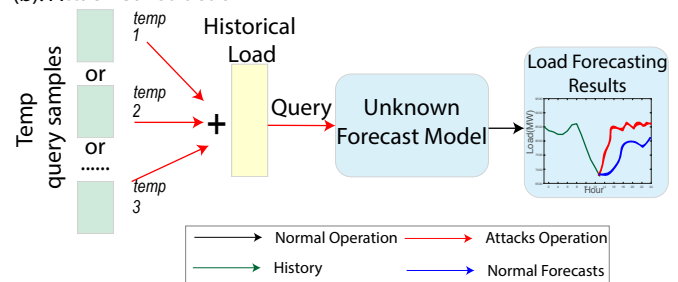 Temp
query samples
or
or
......
temp
1
temp
2
temp
3
+
Historical
Load
Query
Unknown
Forecast Model
Load Forecasting
Results
Load(MW)
Hour
Normal Operation
Attacks Operation
History
Normal Forecasts